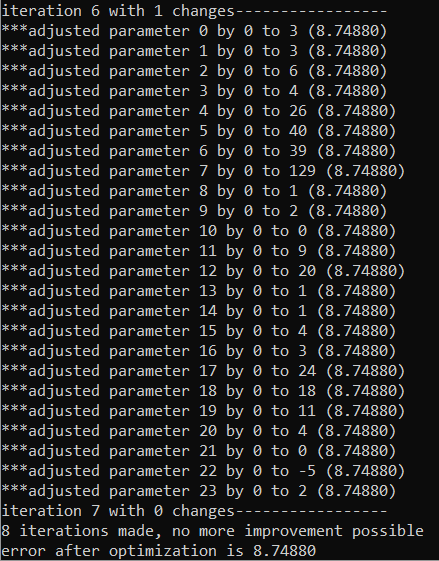 iteration 6 with 1 changes-----------------
***adjusted parameter 0 by 0 to 3 (8.74880)
***adjusted parameter 1 by 0 to 3 (8.74880)
***adjusted parameter 2 by 0 to 6 (8.74880)
***adjusted parameter 3 by 0 to 4 (8.74880)
***adjusted parameter 4 by 0 to 26 (8.74880)
***adjusted parameter 5 by 0 to 40 (8.74880)
***adjusted parameter 6 by 0 to 39 (8.74880)
***adjusted parameter 7 by 0 to 129 (8.74880)
***adjusted parameter 8 by 0 to 1 (8.74880)
***adjusted parameter 9 by 0 to 2 (8.74880)
***adjusted parameter 10 by 0 to 0 (8.74880)
***adjusted parameter 11 by 0 to 9 (8.74880)
***adjusted parameter 12 by 0 to 20 (8.74880)
***adjusted parameter 13 by 0 to 1 (8.74880)
***adjusted parameter 14 by 0 to 1 (8.74880)
***adjusted parameter 15 by 0 to 4 (8.74880)
***adjusted parameter 16 by 0 to 3 (8.74880)
***adjusted parameter 17 by 0 to 24 (8.74880)
***adjusted parameter 18 by 0 to 18 (8.74880)
***adjusted parameter 19 by 0 to 11 (8.74880)
***adjusted parameter 20 by 0 to 4 (8.74880)
***adjusted parameter 21 by 0 to 0 (8.74880)
***adjusted parameter 22 by 0 to -5 (8.74880)
***adjusted parameter 23 by 0 to 2 (8.74880)
iteration 7 with 0 changes-----------------
8 iterations made, no more improvement possible
error after optimization is 8.74880